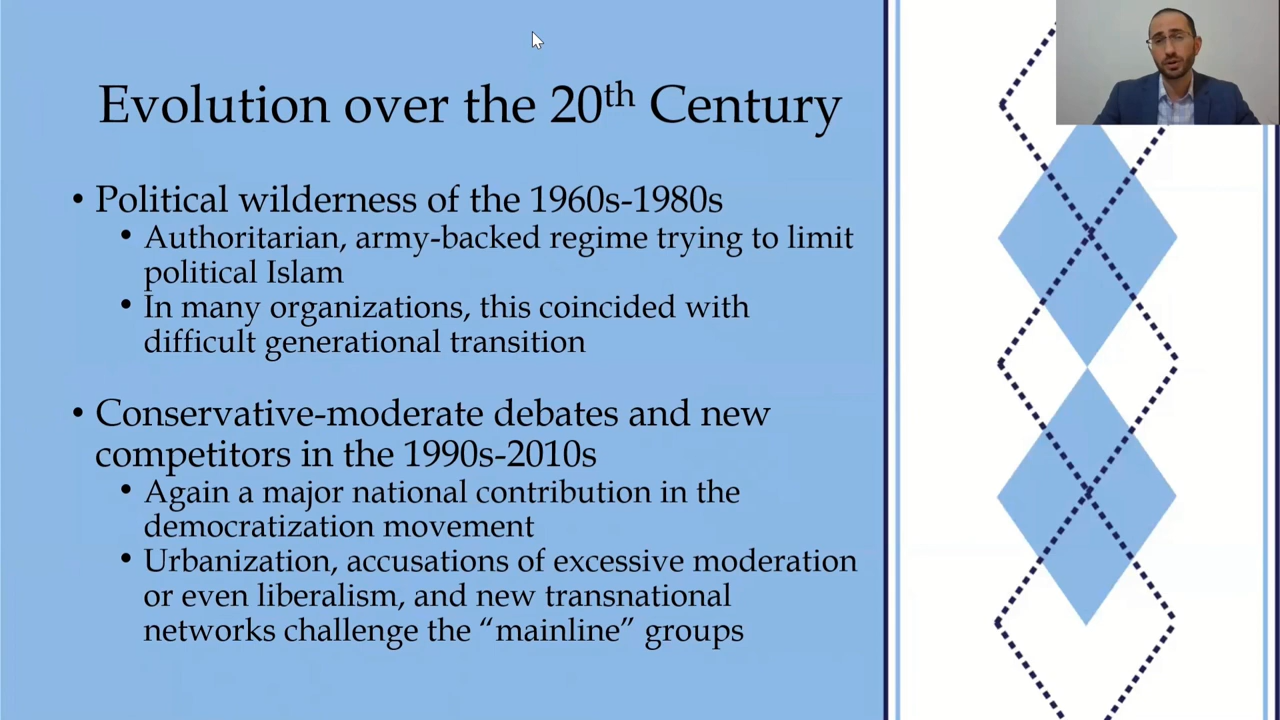 Evolution over the 20th Century
• Political wilderness of the 1960s-1980s
• Authoritarian, army-backed regime trying to limit
political Islam
• In many organizations, this coincided with
difficult generational transition
• Conservative-moderate debates and new
competitors in the 1990s-2010s
• Again a major national contribution in the
democratization movement
• Urbanization, accusations of excessive moderation
or even liberalism, and new transnational
networks challenge the “mainline” groups